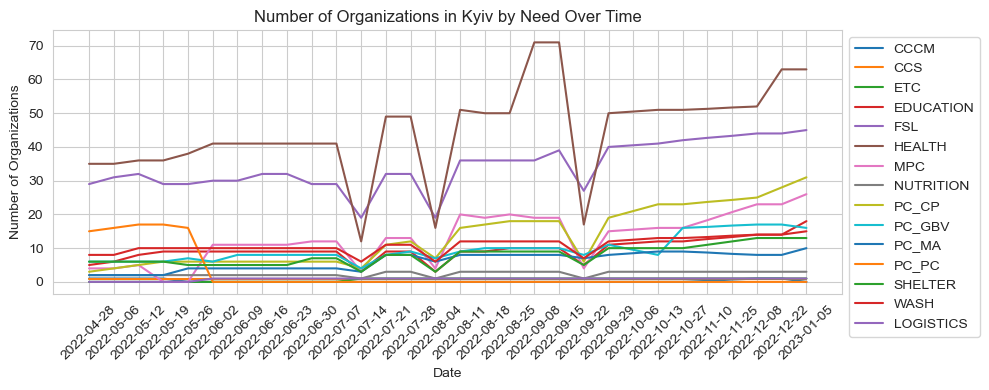 Number of Organizations in Kyiv by Need Over Time
Number of Organizations
70
60
50
40
30
20
10
0
2022-04-28
2022-05-06
2022-05-12
2022-05-19
2022-05-26
2022-06-02
2022-06-09
2022-06-16
2022-06-23
2022-06-30
2022-07-07
2022-07-14
2022-07-21
2022-07-28
2022-08-04
2022-08-11
2022-08-18
2022-08-25
2022-09-08
2022-09-15
2022-09-22
2022-09-29
2022-10-06
2022-10-13
2022-10-27
2022-11-10
2022-11-25
2022-12-08
2022-12-22
2023-01-05
Date
CCCM
CCS
ETC
EDUCATION
FSL
HEALTH
MPC
NUTRITION
PC_CP
PC_GBV
PC_MA
PC_PC
SHELTER
WASH
LOGISTICS